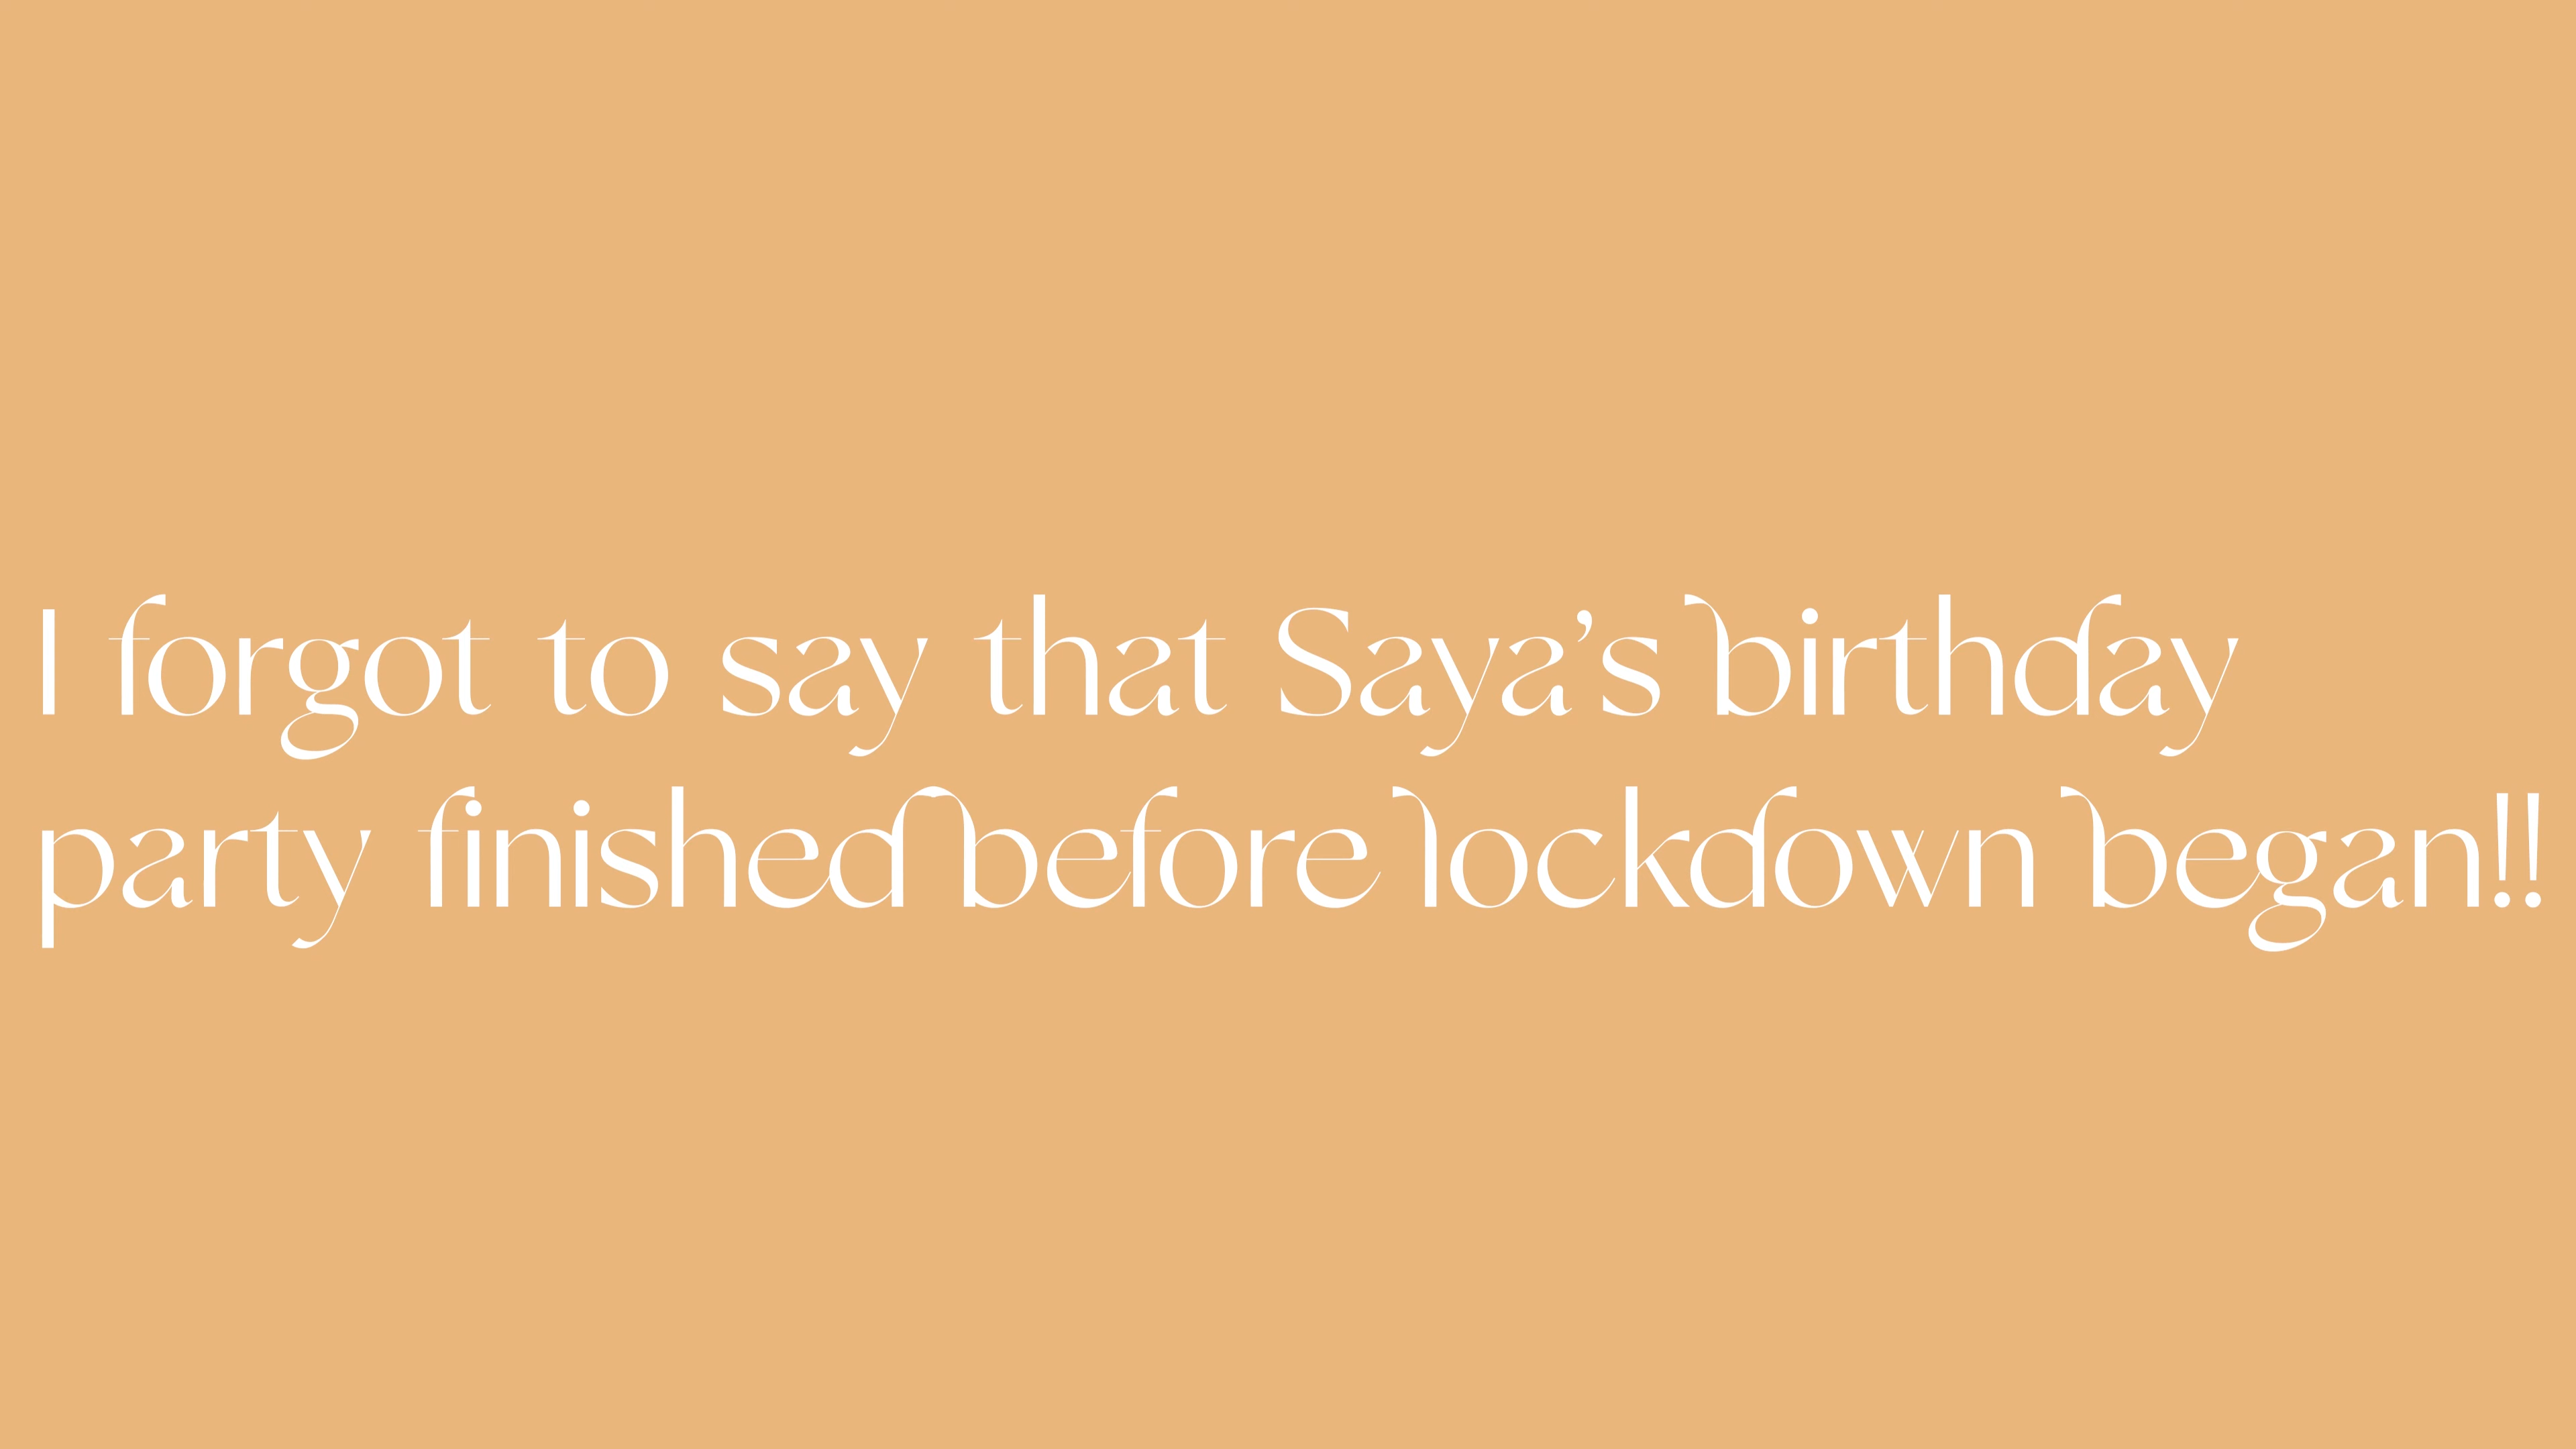 I forgot to say that Saya’s birthday
party finished before lockdown began!!